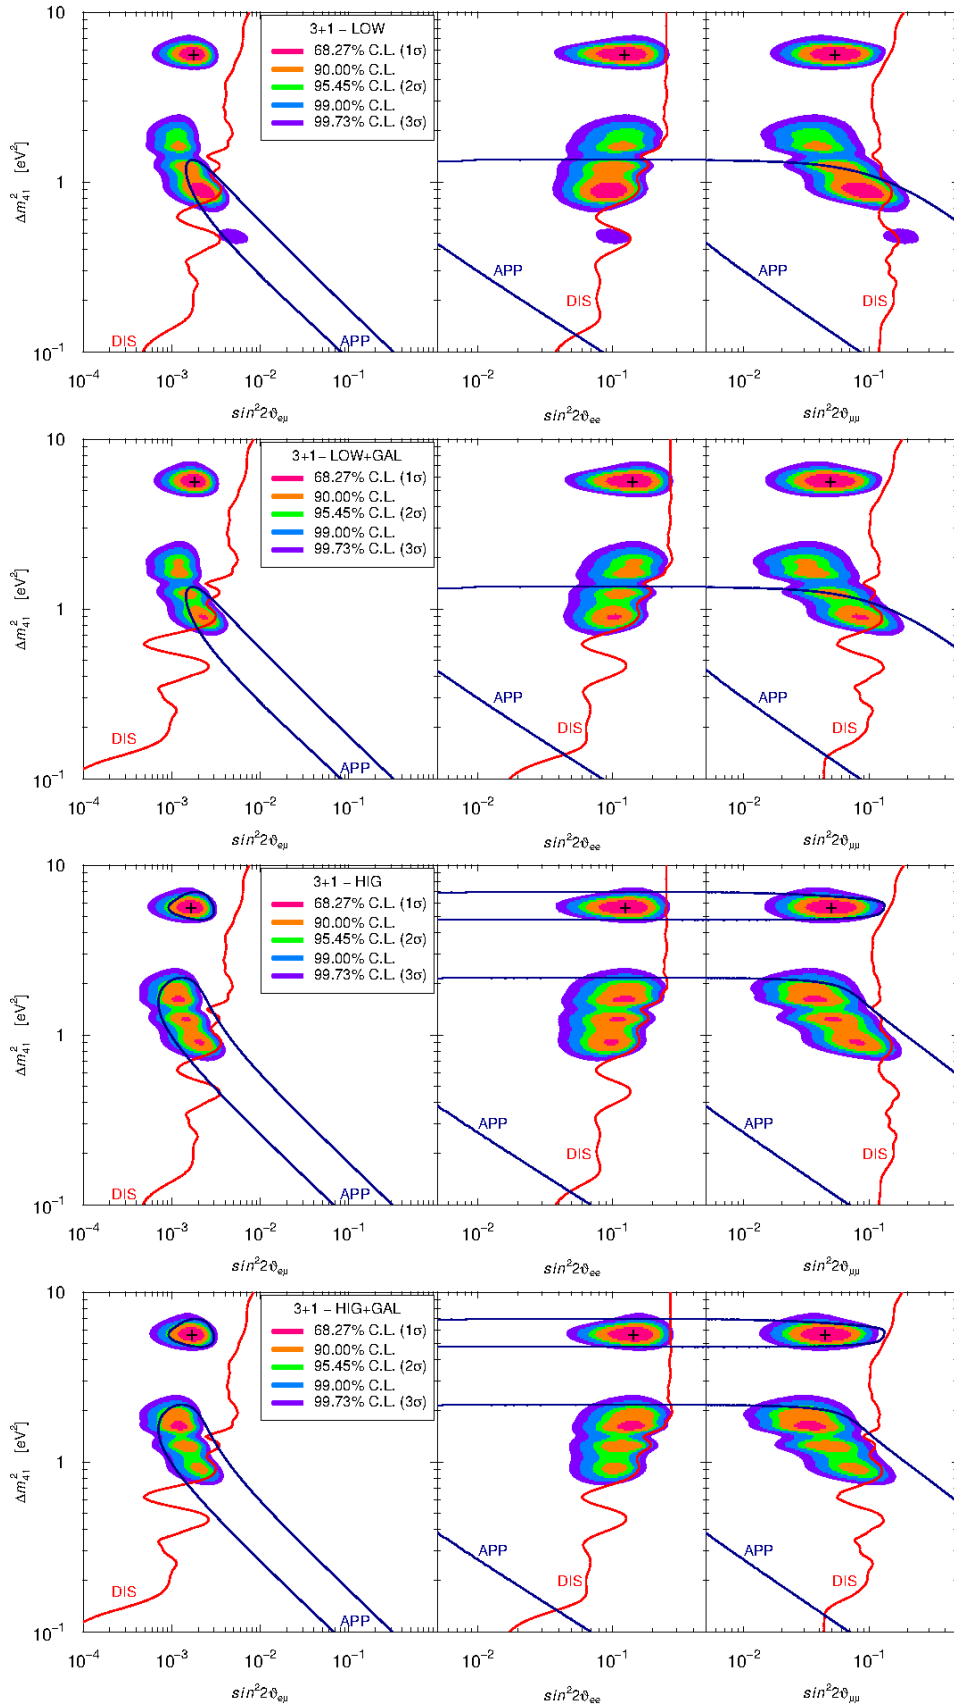 3+1 – LOW
68.27% C.L. (1σ)
90.00% C.L.
95.45% C.L. (2σ)
99.00% C.L.
99.73% C.L. (3σ)
10
1
10⁻¹
Δm²₄₁ [eV²]
DIS
APP
APP
DIS
APP
DIS
10⁻⁴ 10⁻³ 10⁻² 10⁻¹ 10⁻² 10⁻¹ 10⁻² 10⁻¹
sin²2ϑeμ sin²2ϑee sin²2ϑμμ
3+1 – LOW+GAL
68.27% C.L. (1σ)
90.00% C.L.
95.45% C.L. (2σ)
99.00% C.L.
99.73% C.L. (3σ)
10
1
10⁻¹
Δm²₄₁ [eV²]
DIS
APP
APP
DIS
APP
DIS
10⁻⁴ 10⁻³ 10⁻² 10⁻¹ 10⁻² 10⁻¹ 10⁻² 10⁻¹
sin²2ϑeμ sin²2ϑee sin²2ϑμμ
3+1 – HIG
68.27% C.L. (1σ)
90.00% C.L.
95.45% C.L. (2σ)
99.00% C.L.
99.73% C.L. (3σ)
10
1
10⁻¹
Δm²₄₁ [eV²]
DIS
APP
APP
DIS
APP
DIS
10⁻⁴ 10⁻³ 10⁻² 10⁻¹ 10⁻² 10⁻¹ 10⁻² 10⁻¹
sin²2ϑeμ sin²2ϑee sin²2ϑμμ
3+1 – HIG+GAL
68.27% C.L. (1σ)
90.00% C.L.
95.45% C.L. (2σ)
99.00% C.L.
99.73% C.L. (3σ)
10
1
10⁻¹
Δm²₄₁ [eV²]
DIS
APP
APP
DIS
APP
DIS
10⁻⁴ 10⁻³ 10⁻² 10⁻¹ 10⁻² 10⁻¹ 10⁻² 10⁻¹
sin²2ϑeμ sin²2ϑee sin²2ϑμμ